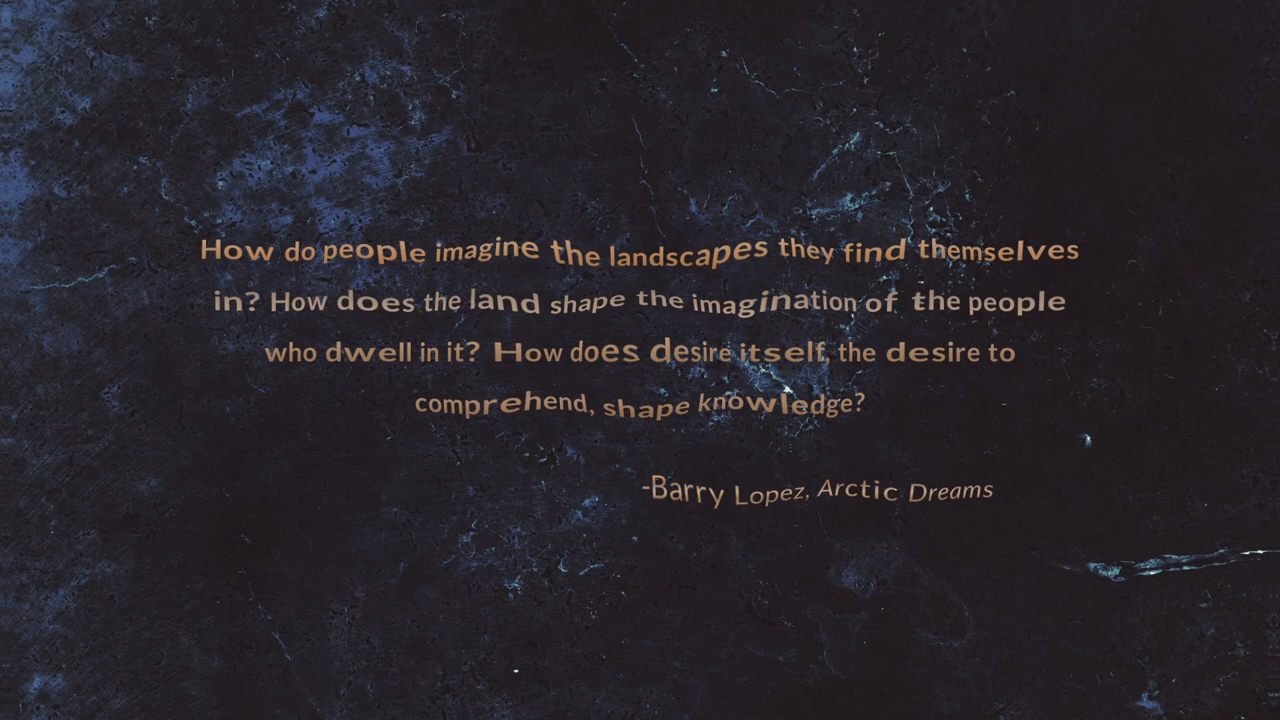 How do people imagine the landscapes they find themselves
in? How does the land shape the imagination of the people
who dwell in it? How does desire itself, the desire to
comprehend, shape knowledge?
-Barry Lopez, Arctic Dreams